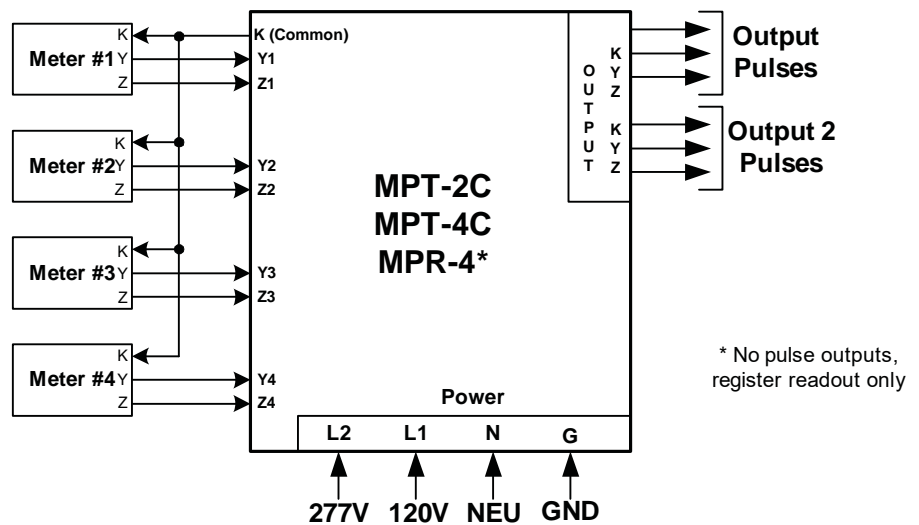 K
Meter #1 Y
Z
K
Meter #2 Y
Z
K
Meter #3 Y
Z
K
Meter #4 Y
Z
K (Common)
Y1
Z1
Y2
Z2
Y3
Z3
Y4
Z4
MPT-2C
MPT-4C
MPR-4*
OUTPUT
K
Y
Z
K
Y
Z
Output
Pulses
Output 2
Pulses
* No pulse outputs,
register readout only
Power
L2 L1 N G
277V 120V NEU GND